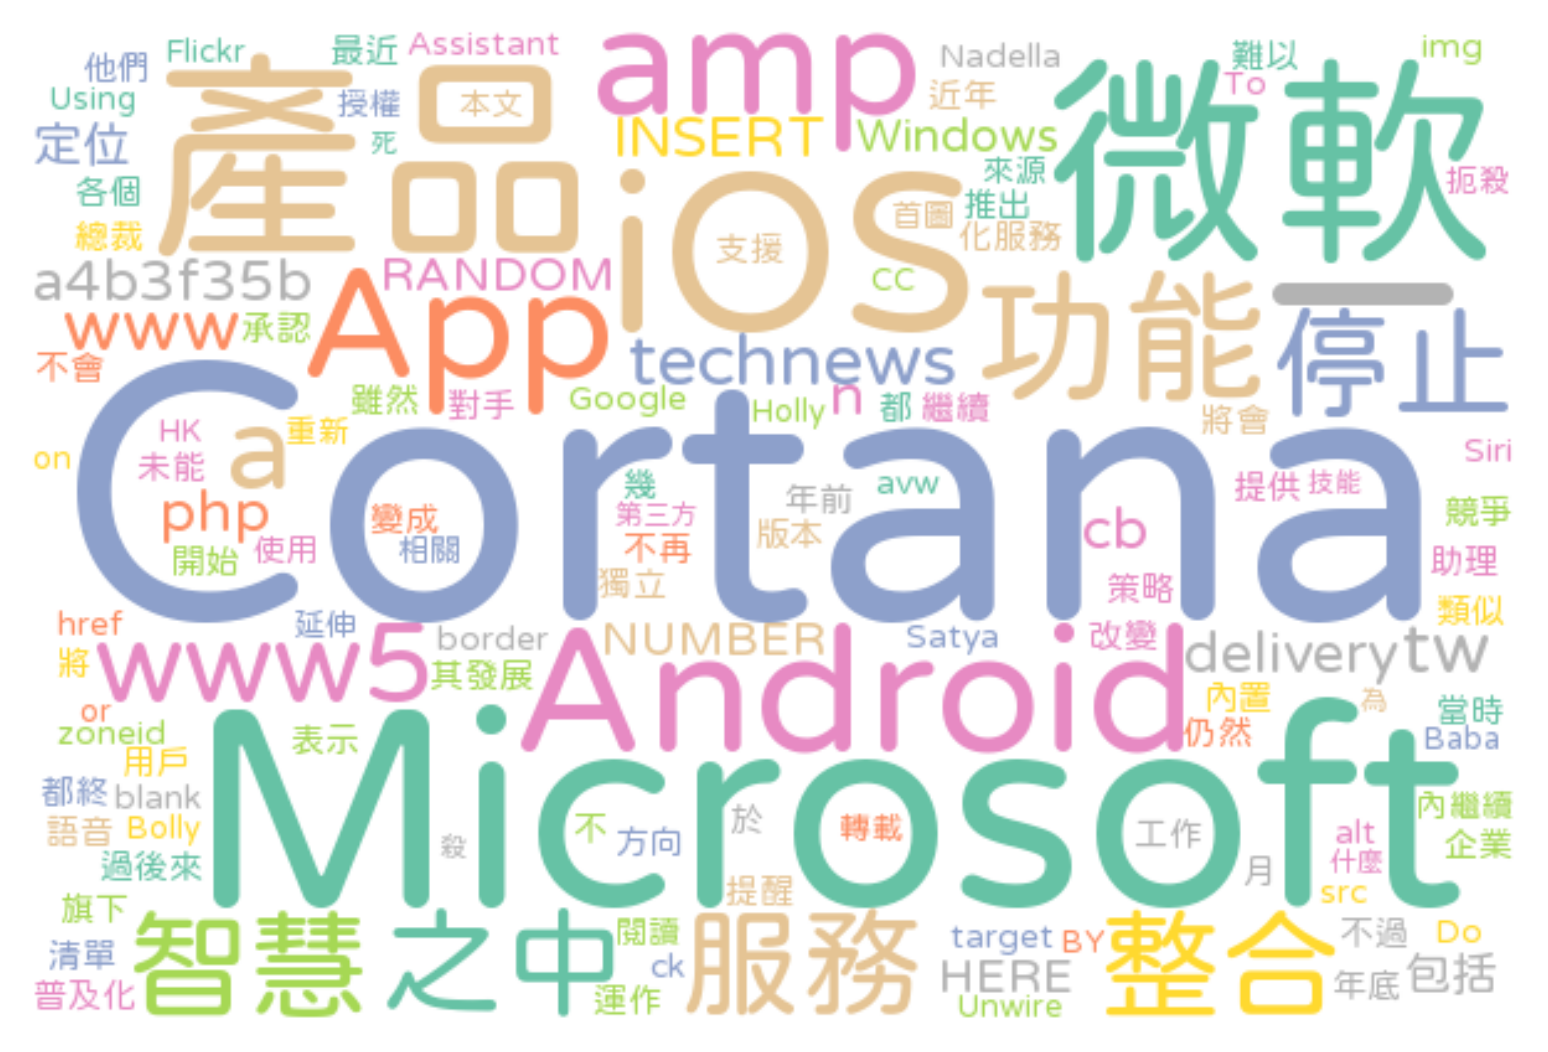 他們 Flickr 最近 Assistant amp Nadella 難以 img
Using 產品 授權 本文 近年 微軟 To
定位 死 INSERT Windows
各個 iOS 來源 扼殺
總裁 首圖 推出
支援 化服務
a4b3f35b RANDOM cc 功能 一
www 承認 App technews 停止
不會 雖然 對手 Google Holly n 都 繼續 將會
Cortana
on HK a 重新 Siri
未能 幾 年前 avw 提供 技能
php 變成 第三方 版本 cb 競爭
開始 使用 相關 不再 助理
獨立 策略 類似
href 延伸 border NUMBER Satya 改變 deliverytw
將 www5 其發展 Android 內置 為
or 仍然 當時
zoneid 表示 Baba
用戶 Microsoft
都終 blank 內繼續
語音 Bolly 殺 不 方向 於 轉載 工作 alt 企業
過後來 什麼
提醒 月 src
旗下 智慧 之中 閱讀 服務 target BY 整合 不過 Do
清單 ck HERE 年底 包括
普及化 運作 Unwire